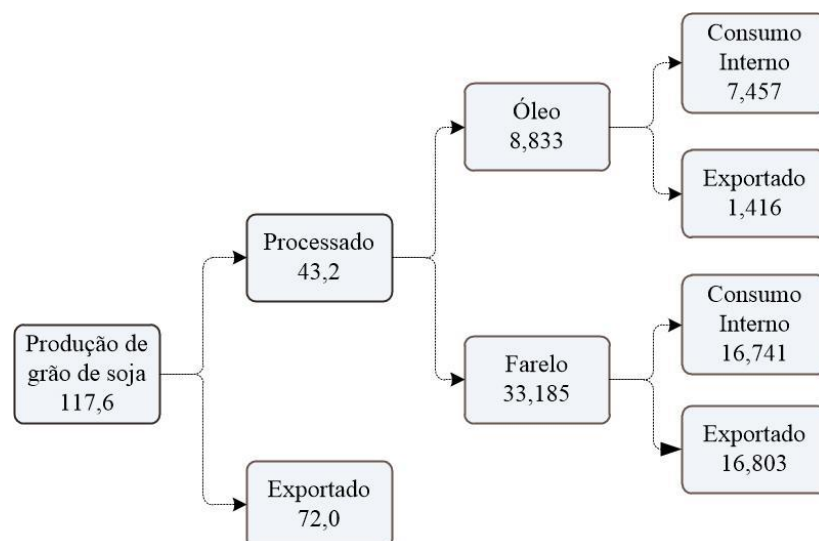 Produção de
grão de soja
117,6
Processado
43,2
Exportado
72,0
Óleo
8,833
Farelo
33,185
Consumo
Interno
7,457
Exportado
1,416
Consumo
Interno
16,741
Exportado
16,803